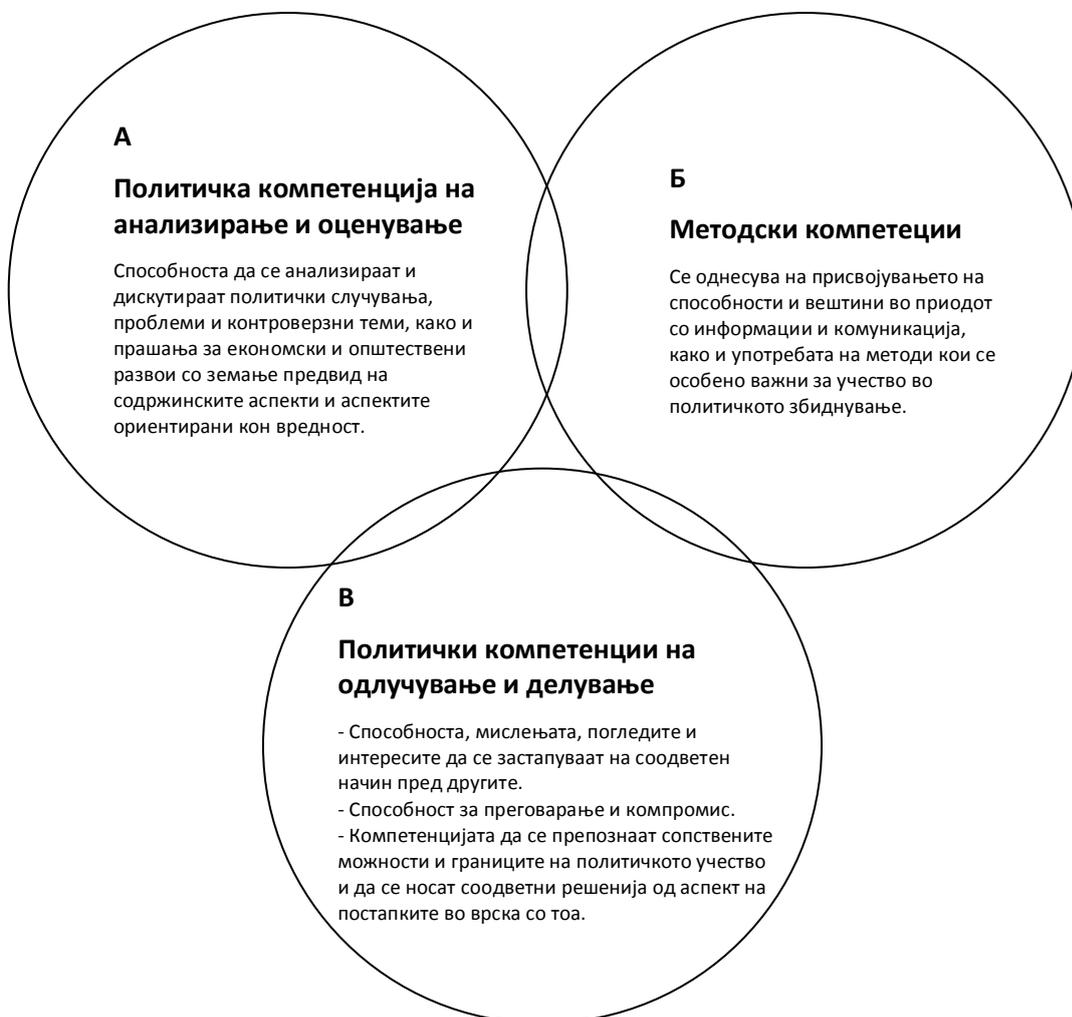 А
Политичка компетенција на
анализирање и оценување
Способноста да се анализираат и
дискутираат политички случувања,
проблеми и контроверзни теми, како и
прашања за економски и општествени
развои со земање предвид на
содржинските аспекти и аспектите
ориентирани кон вредност.
Б
Методски компетеции
Се однесува на присвојувањето на
способности и вештини во приодот
со информации и комуникација,
како и употребата на методи кои се
особено важни за учество во
политичкото збиднување.
В
Политички компетенции на
одлучување и делување
- Способноста, мислењата, погледите и
интересите да се застапуваат на соодветен
начин пред другите.
- Способност за преговарање и компромис.
- Компетенцијата да се препознаат сопствените
можности и границите на политичкото учество
и да се носат соодветни решенија од аспект на
постапките во врска со тоа.